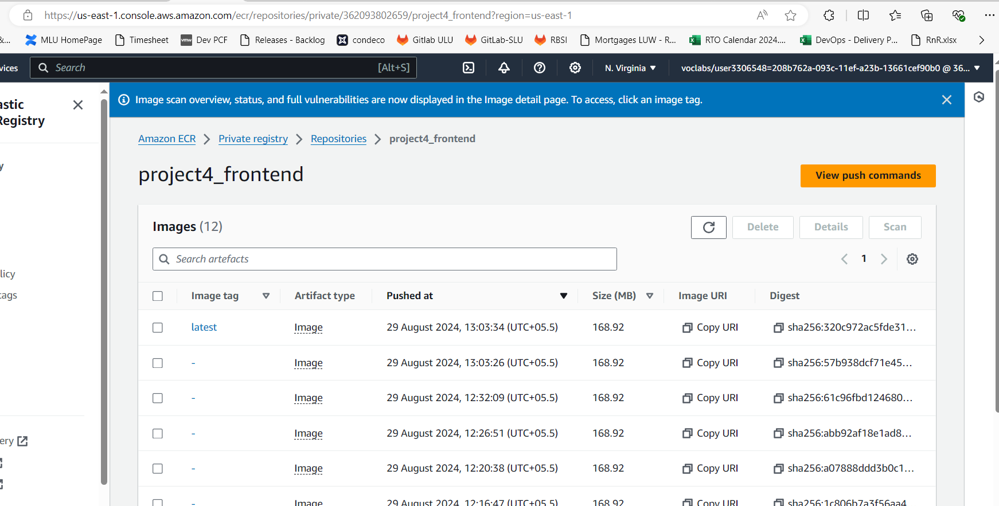 https://us-east-1.console.aws.amazon.com/ecr/repositories/private/362093802659/project4_frontend?region=us-east-1
&... MLU HomePage Timesheet vmw Dev PCF Releases - Backlog condeco Gitlab ULU GitLab-SLU RBSI Mortgages LUW - R... RTO Calendar 2024.... DevOps - Delivery P... RnR.xlsx
vices Search [Alt+S] N. Virginia voclabs/user3306548=208b762a-093c-11ef-a23b-13661cef90b0 @ 36...
astic
Registry
y
licy
tags
ery
Image scan overview, status, and full vulnerabilities are now displayed in the Image detail page. To access, click an image tag.
Amazon ECR Private registry Repositories project4_frontend
project4_frontend
View push commands
Images (12)
Delete Details Scan
Search artefacts
1
Image tag Artifact type Pushed at Size (MB) Image URI Digest
latest Image 29 August 2024, 13:03:34 (UTC+05.5) 168.92 Copy URI sha256:320c972ac5fde31...
- Image 29 August 2024, 13:03:26 (UTC+05.5) 168.92 Copy URI sha256:57b938dcf71e45...
- Image 29 August 2024, 12:32:09 (UTC+05.5) 168.92 Copy URI sha256:61c96fbd124680...
- Image 29 August 2024, 12:26:51 (UTC+05.5) 168.92 Copy URI sha256:abb92af18e1ad8...
- Image 29 August 2024, 12:20:38 (UTC+05.5) 168.92 Copy URI sha256:a07888ddd3b0c1...
- Image 29 August 2024, 12:16:47 (UTC+05.5) 168.92 Copy URI sha256:1c806b7a3f56aa4